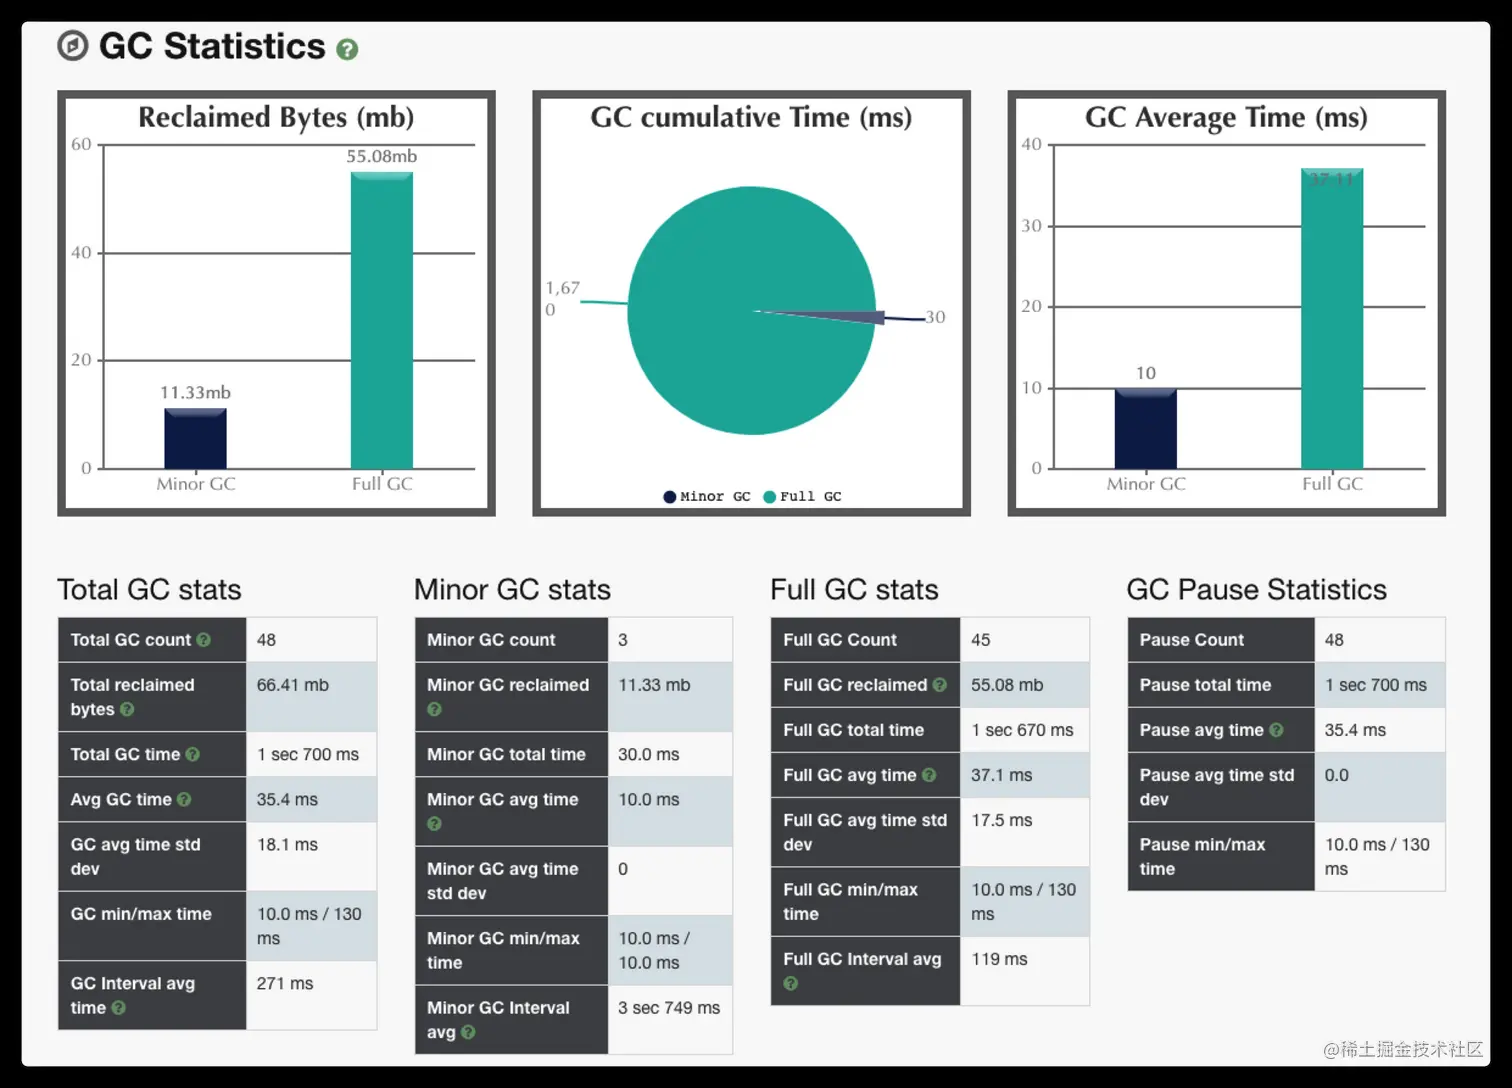 GC Statistics ?
Reclaimed Bytes (mb)
60
40
20
0
55.08mb
11.33mb
Minor GC
Full GC
GC cumulative Time (ms)
1,67
0
30
Minor GC
Full GC
GC Average Time (ms)
40
30
20
10
0
37.11
10
Minor GC
Full GC
Total GC stats
Total GC count ?
48
Total reclaimed
bytes ?
66.41 mb
Total GC time ?
1 sec 700 ms
Avg GC time ?
35.4 ms
GC avg time std
dev
18.1 ms
GC min/max time
10.0 ms / 130
ms
GC Interval avg
time ?
271 ms
Minor GC stats
Minor GC count
3
Minor GC reclaimed
?
11.33 mb
Minor GC total time
30.0 ms
Minor GC avg time
?
10.0 ms
Minor GC avg time
std dev
0
Minor GC min/max
time
10.0 ms /
10.0 ms
Minor GC Interval
avg ?
3 sec 749 ms
Full GC stats
Full GC Count
45
Full GC reclaimed ?
55.08 mb
Full GC total time
1 sec 670 ms
Full GC avg time ?
37.1 ms
Full GC avg time std
dev
17.5 ms
Full GC min/max
time
10.0 ms / 130
ms
Full GC Interval avg
?
119 ms
GC Pause Statistics
Pause Count
48
Pause total time
1 sec 700 ms
Pause avg time ?
35.4 ms
Pause avg time std
dev
0.0
Pause min/max
time
10.0 ms / 130
ms
@稀土掘金技术社区